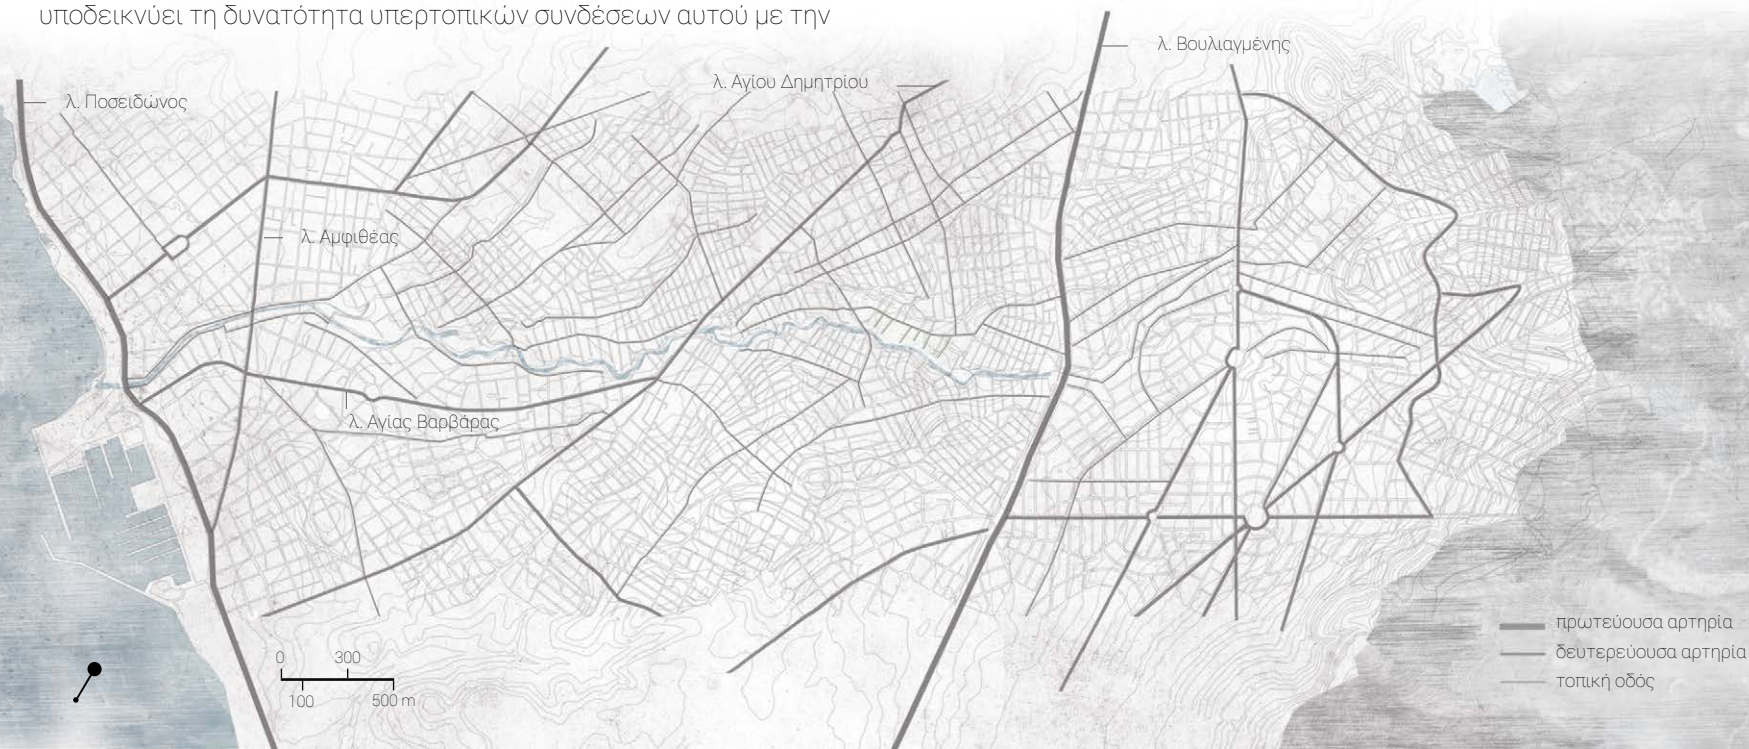 υποδεικνύει τη δυνατότητα υπερτοπικών συνδέσεων αυτού με την
λ. Βουλιαγμένης
λ. Αγίου Δημητρίου
λ. Ποσειδώνος
λ. Αμφιθέας
λ. Αγίας Βαρβάρας
πρωτεύουσα αρτηρία
δευτερεύουσα αρτηρία
τοπική οδός
0 300
100 500 m